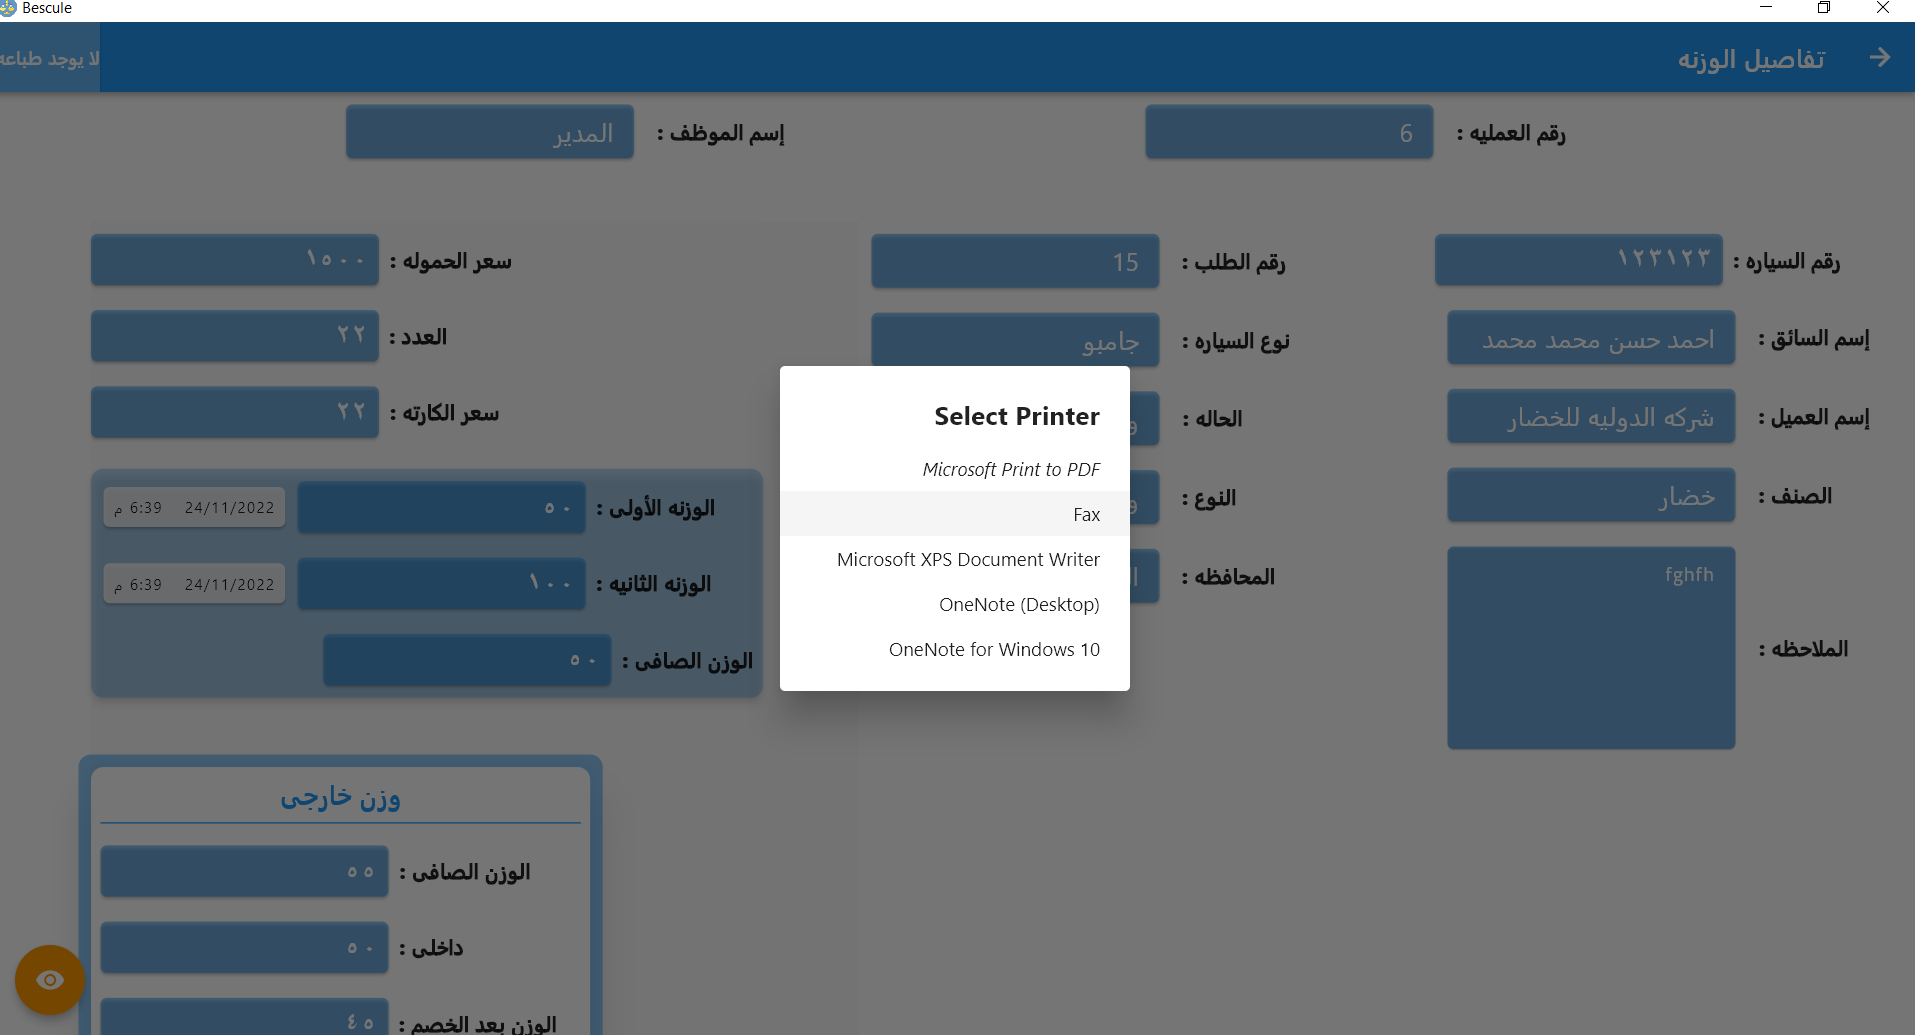 Bescule
تفاصيل الوزنه
لا يوجد طباعه
رقم العمليه : 6
إسم الموظف : المدير
رقم السياره : ١٢٣١٢٣
إسم السائق : احمد حسن محمد محمد
إسم العميل : شركه الدوليه للخضار
الصنف : خضار
الملاحظه : fghfh
رقم الطلب : 15
نوع السياره : جامبو
الحاله :
النوع :
المحافظه :
سعر الحموله : ١٥٠٠
العدد : ٢٢
سعر الكارته : ٢٢
الوزنه الأولى : ٥٠ 24/11/2022 6:39 م
الوزنه الثانيه : ١٠٠ 24/11/2022 6:39 م
الوزن الصافى : ٥٠
Select Printer
Microsoft Print to PDF
Fax
Microsoft XPS Document Writer
OneNote (Desktop)
OneNote for Windows 10
وزن خارجى
الوزن الصافى : ٥٥
داخلى : ٥٠
الوزن بعد الخصم : ٤٥